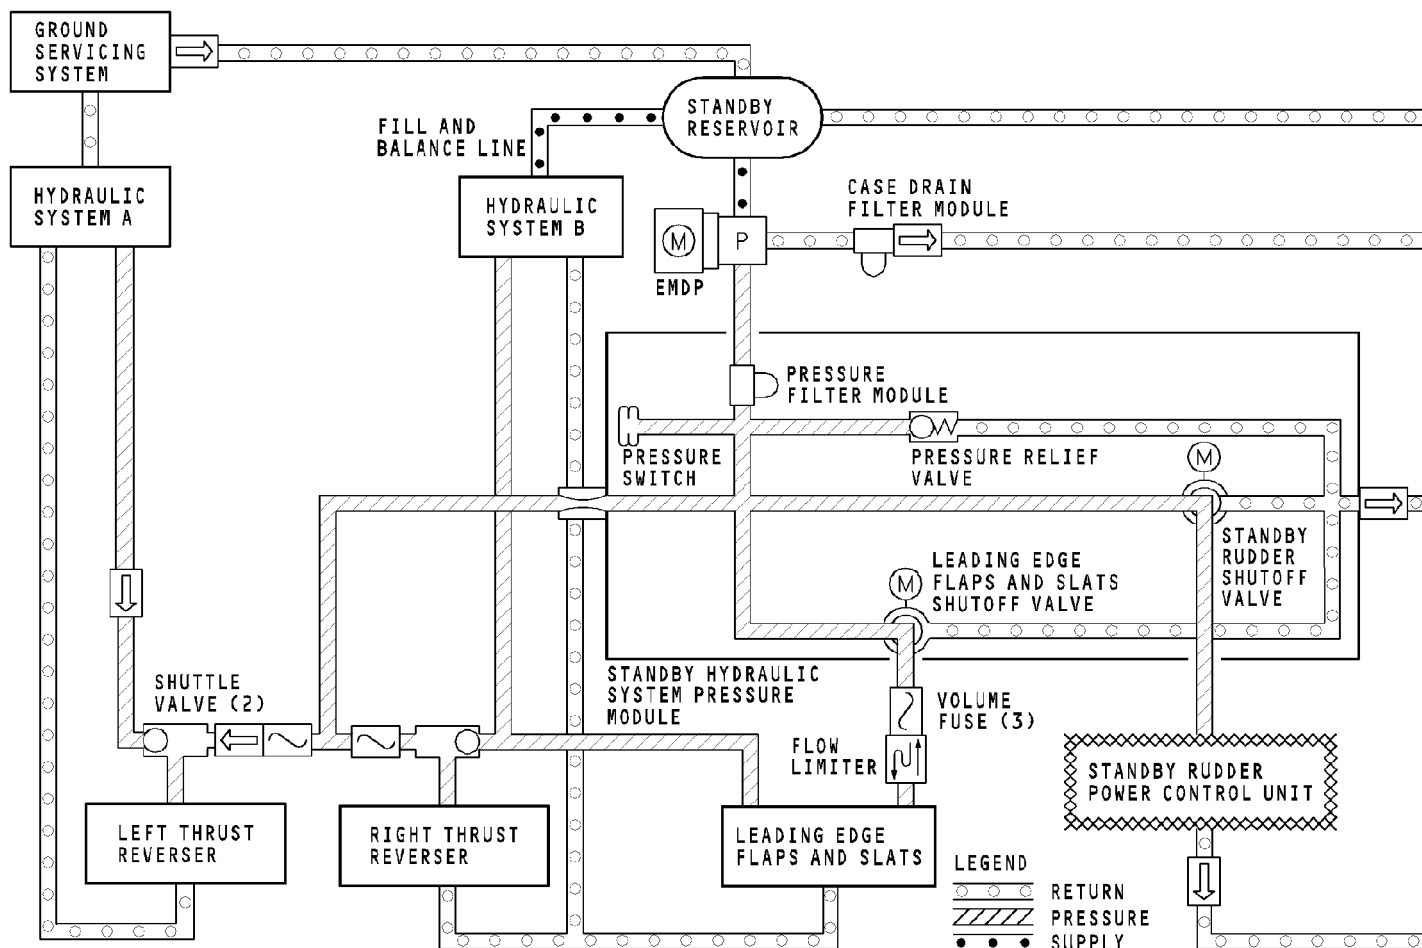 GROUND
SERVICING
SYSTEM
STANDBY
RESERVOIR
FILL AND
BALANCE LINE
HYDRAULIC
SYSTEM A
HYDRAULIC
SYSTEM B
CASE DRAIN
FILTER MODULE
M
P
EMDP
PRESSURE
FILTER MODULE
PRESSURE
SWITCH
PRESSURE RELIEF
VALVE
M
STANDBY
RUDDER
SHUTOFF
VALVE
LEADING EDGE
FLAPS AND SLATS
SHUTOFF VALVE
M
STANDBY HYDRAULIC
SYSTEM PRESSURE
MODULE
SHUTTLE
VALVE (2)
VOLUME
FUSE (3)
FLOW
LIMITER
STANDBY RUDDER
POWER CONTROL UNIT
LEFT THRUST
REVERSER
RIGHT THRUST
REVERSER
LEADING EDGE
FLAPS AND SLATS
LEGEND
RETURN
PRESSURE
SUPPLY